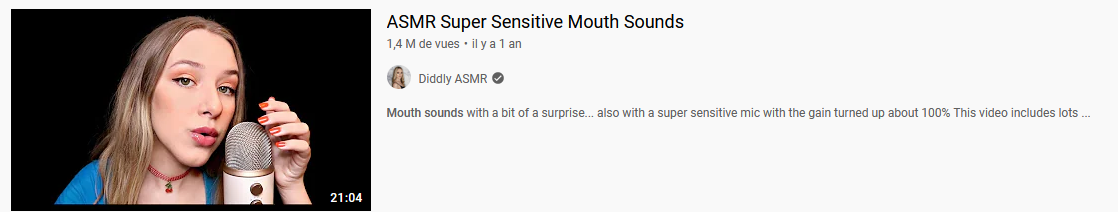 ASMR Super Sensitive Mouth Sounds
1,4 M de vues • il y a 1 an
Diddly ASMR
Mouth sounds with a bit of a surprise... also with a super sensitive mic with the gain turned up about 100% This video includes lots ...
21:04